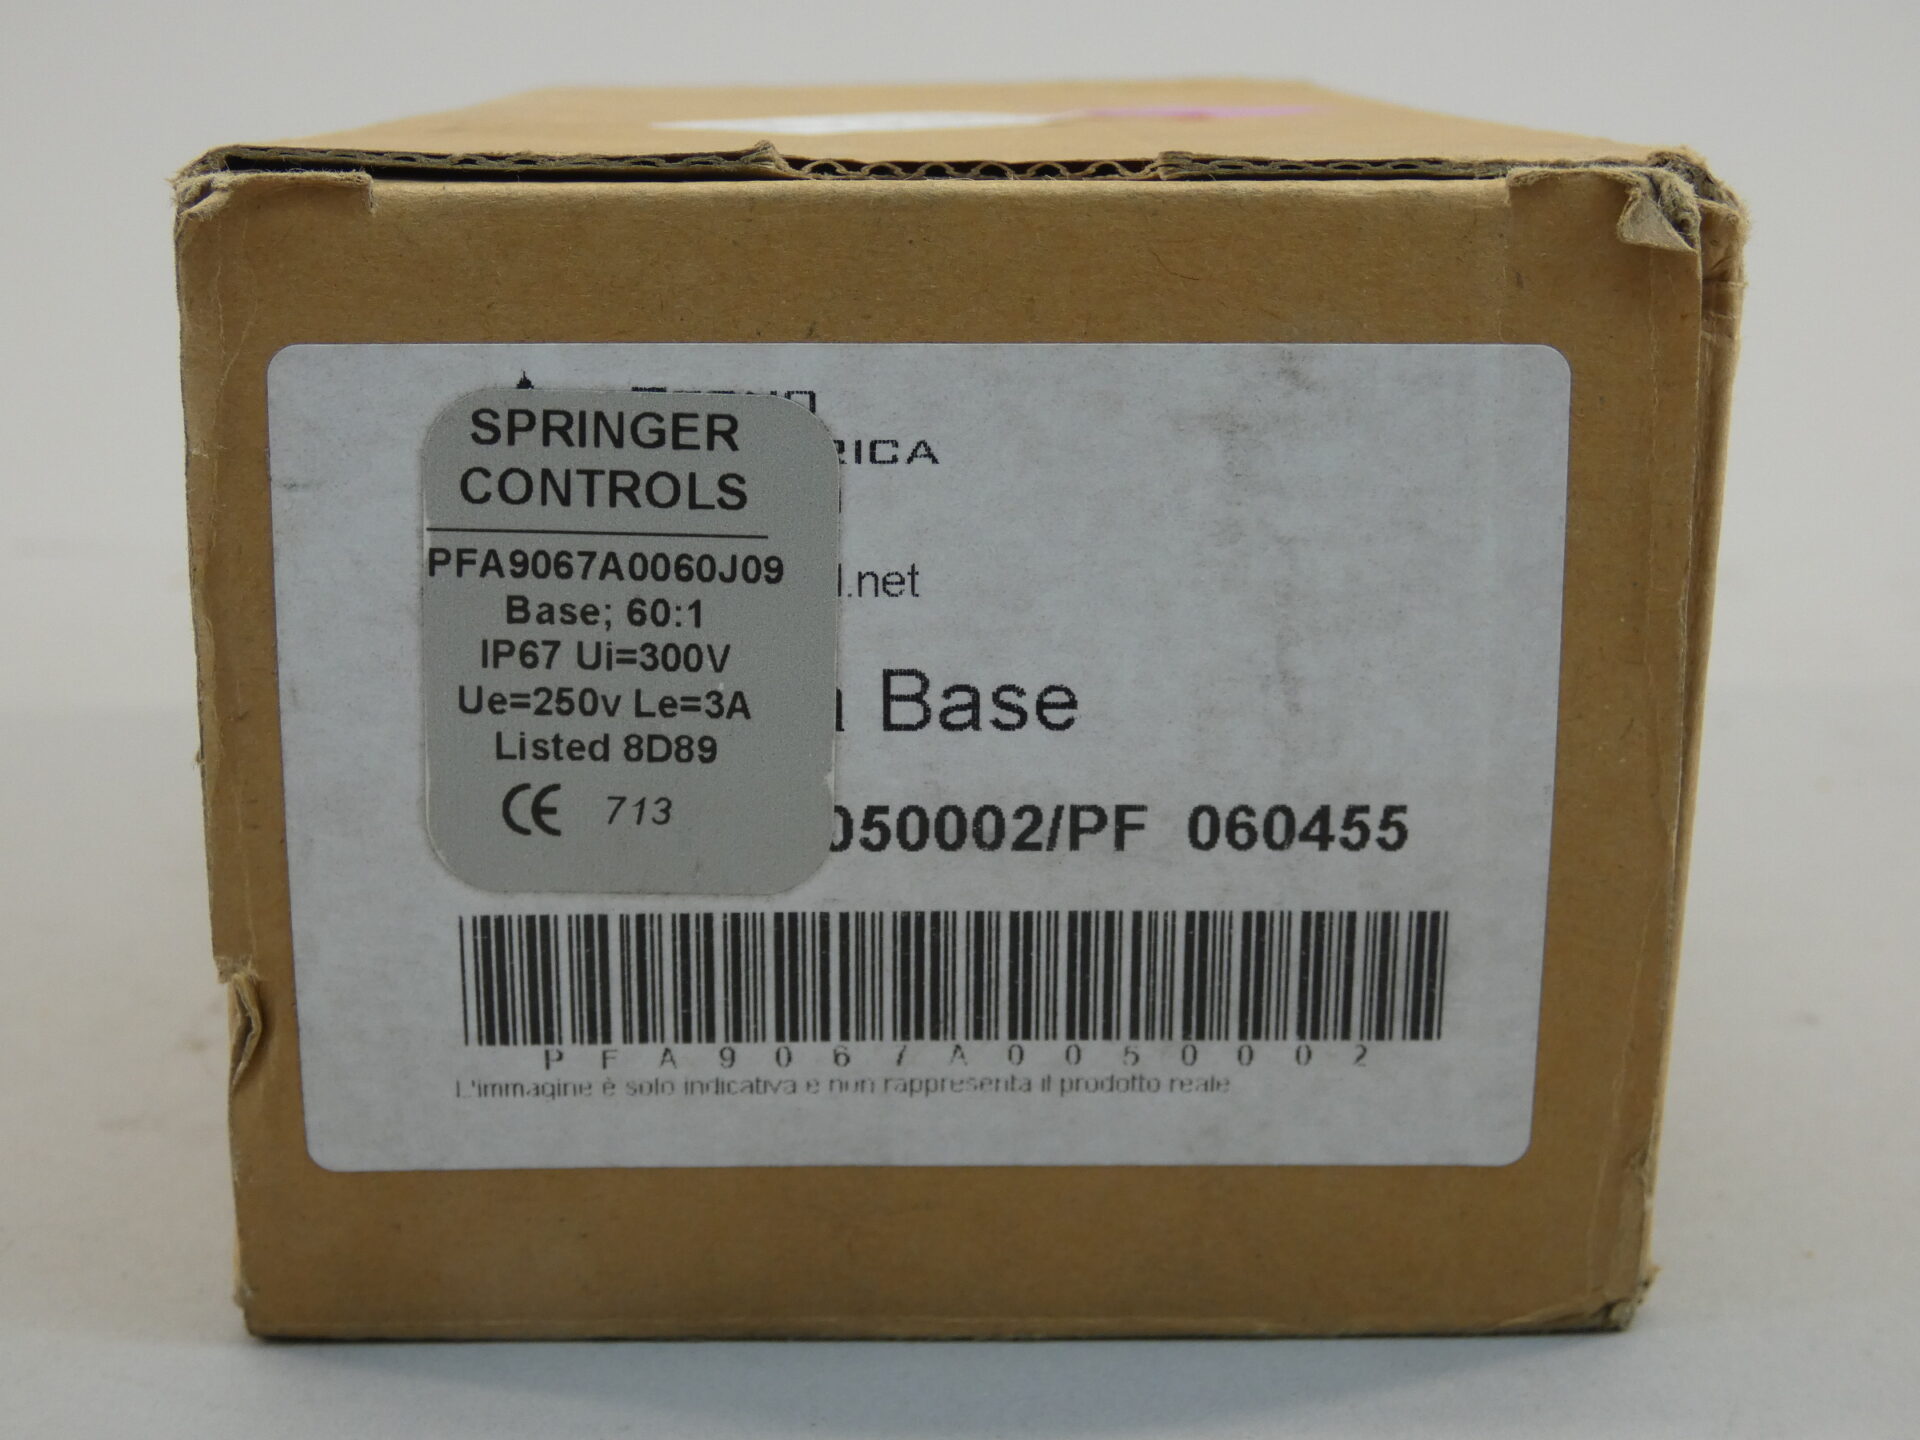 SPRINGER
CONTROLS
PFA9067A0060J09
Base; 60:1
IP67 Ui=300V
Ue=250v Le=3A
Listed 8D89
CE 713
.net
Base
050002/PF 060455
PFA9067A0050002
L'immagine è solo indicativa e non rappresenta il prodotto reale